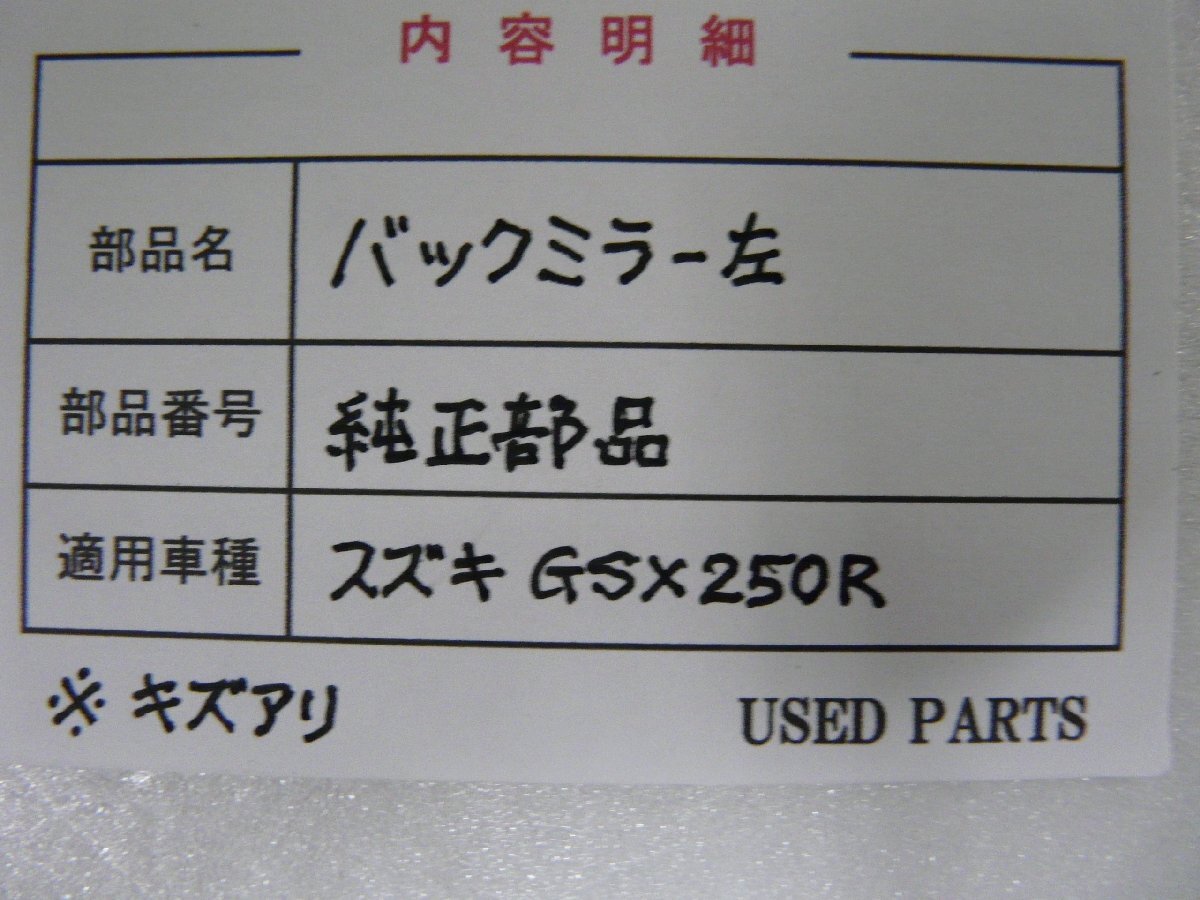 内容明細
部品名 バックミラー左
部品番号 純正部品
適用車種 スズキ GSX250R
※キズアリ USED PARTS